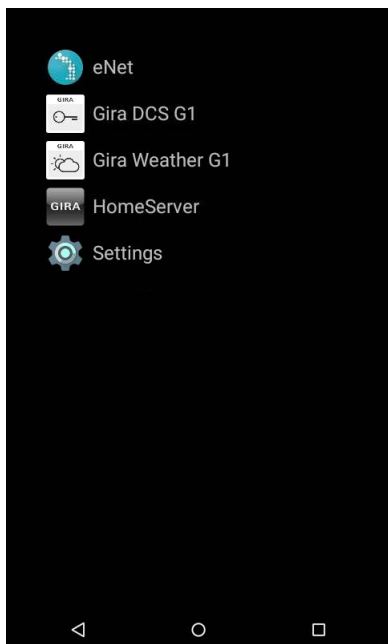 eNet
GIRA
Gira DCS G1
GIRA
Gira Weather G1
GIRA
HomeServer
Settings